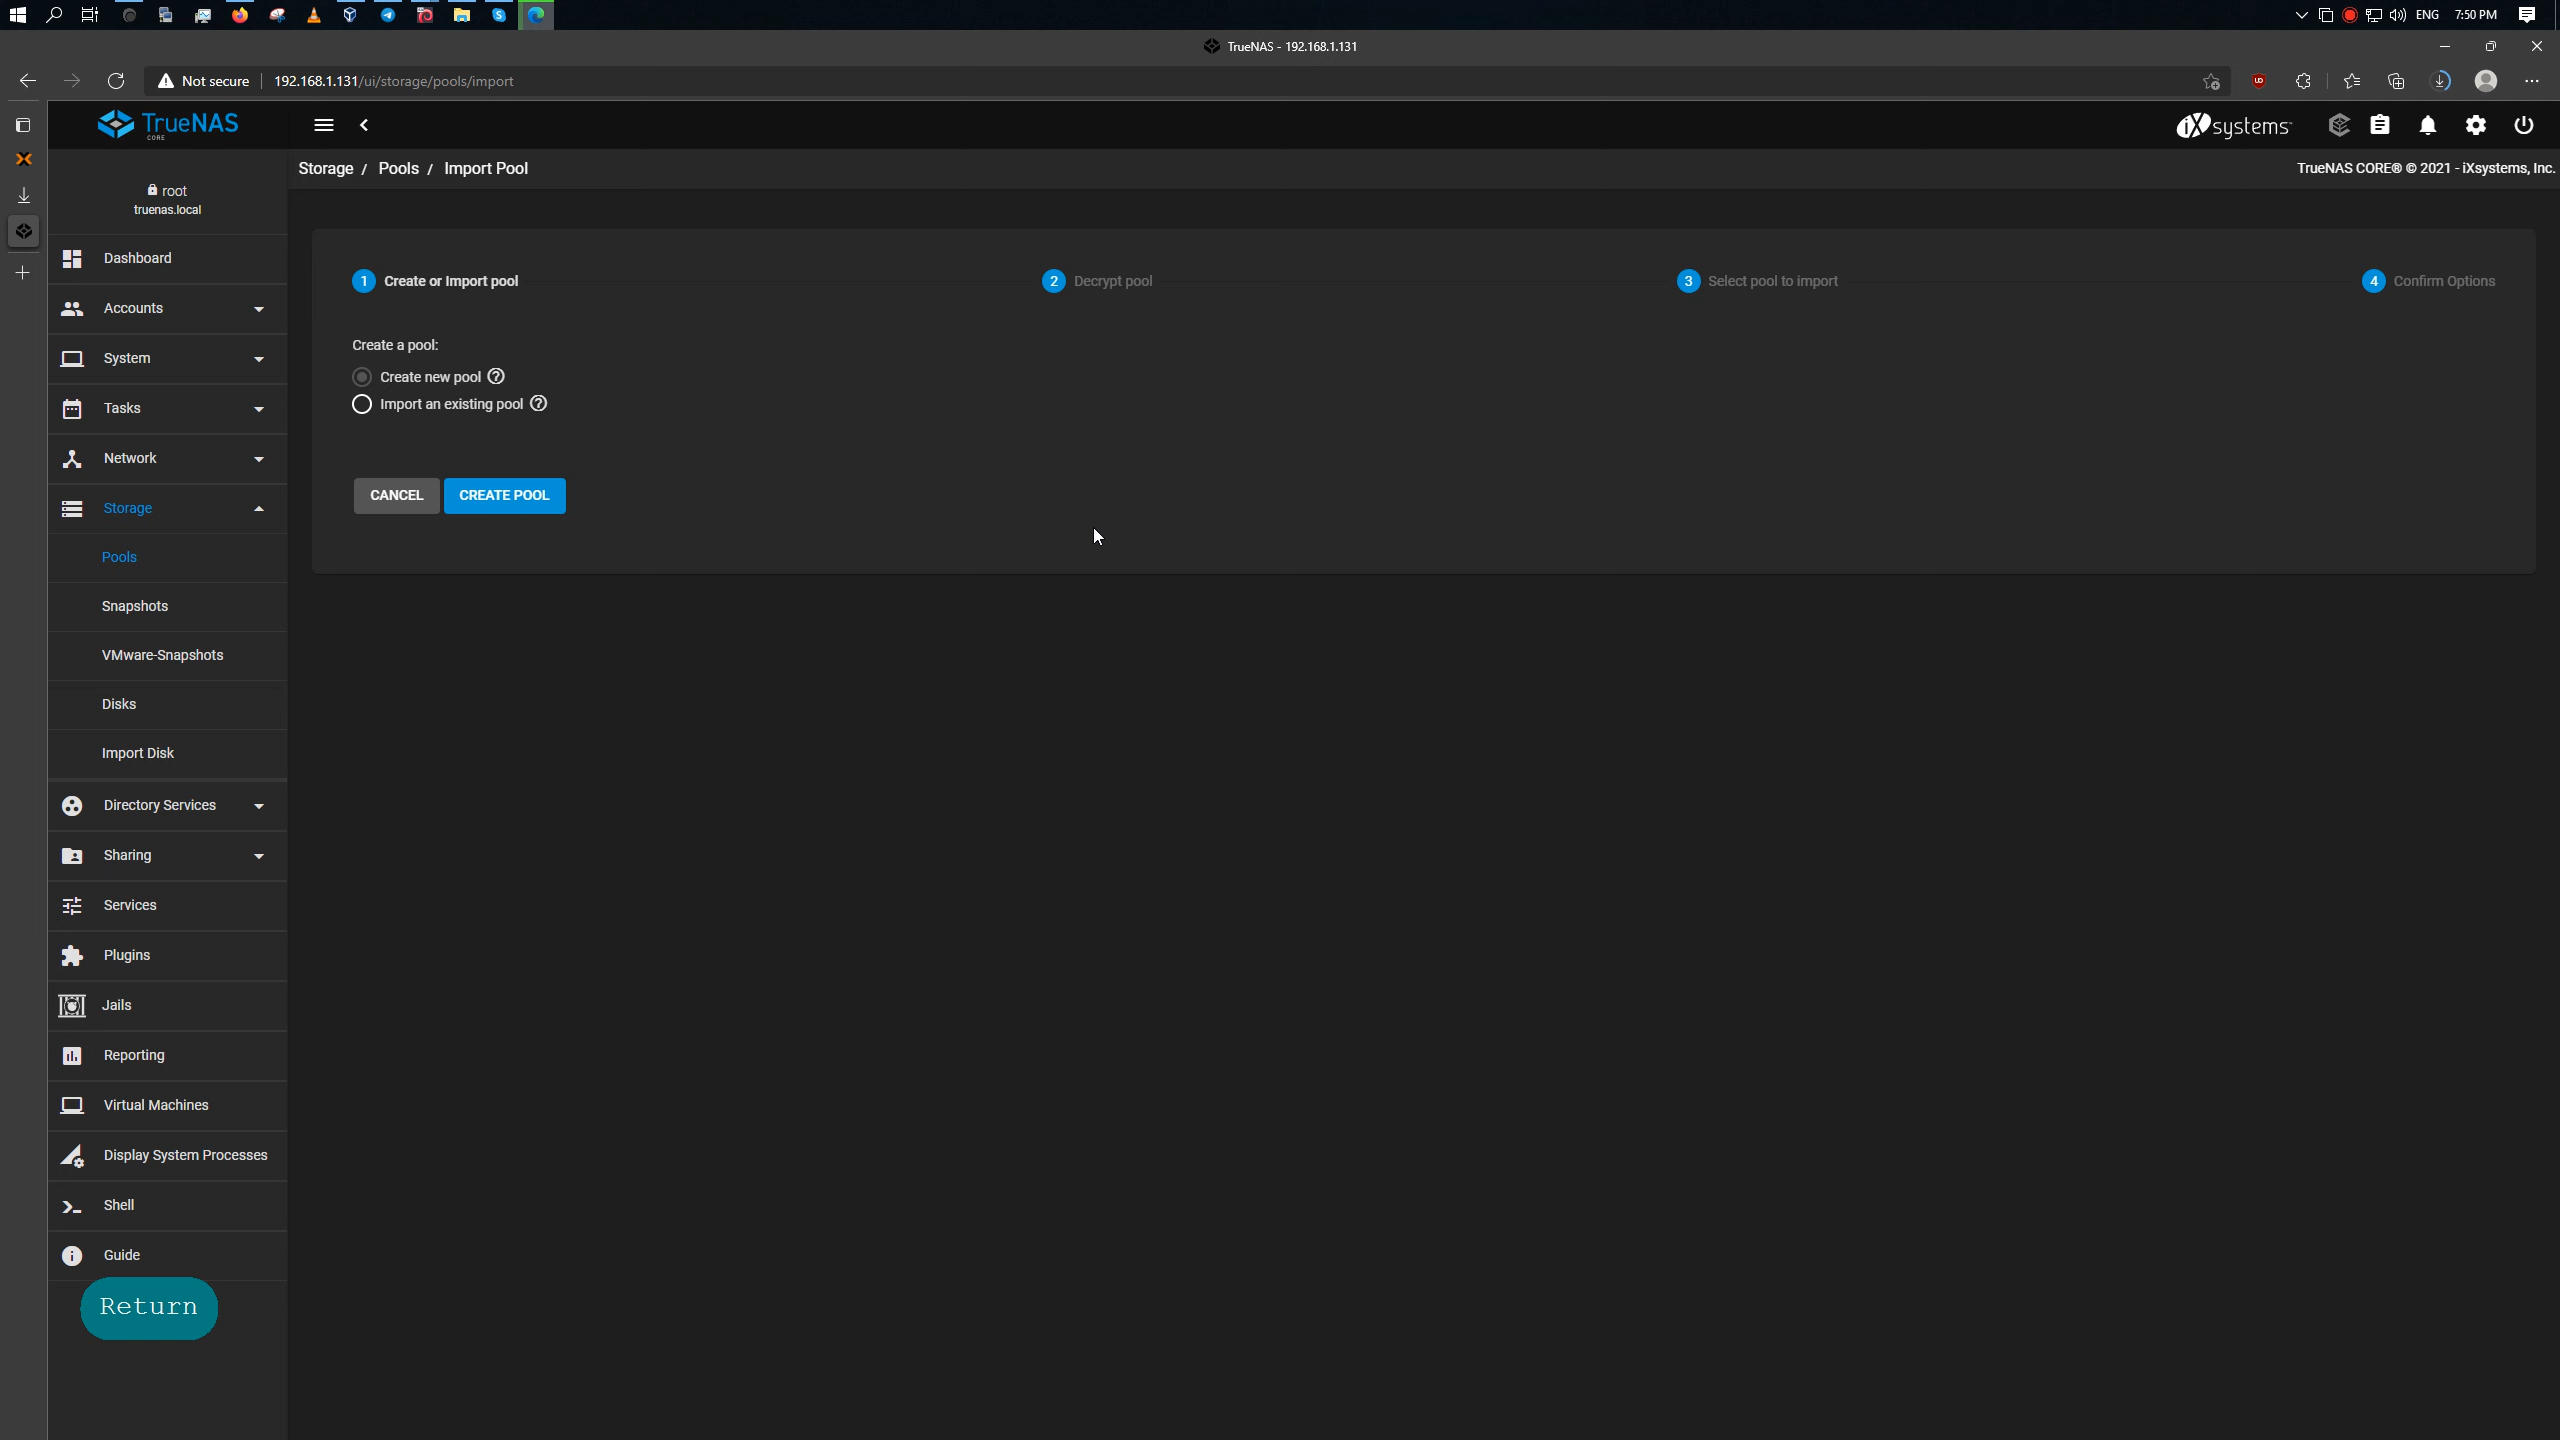 ENG 7:50 PM
TrueNAS - 192.168.1.131
Not secure 192.168.1.131/ui/storage/pools/import
TrueNAS
CORE
iXsystems
Storage / Pools / Import Pool
TrueNAS CORE® © 2021 - iXsystems, Inc.
root
truenas.local
Dashboard
Accounts
System
Tasks
Network
Storage
Pools
Snapshots
VMware-Snapshots
Disks
Import Disk
Directory Services
Sharing
Services
Plugins
Jails
Reporting
Virtual Machines
Display System Processes
Shell
Guide
Return
1 Create or Import pool
2 Decrypt pool
3 Select pool to import
4 Confirm Options
Create a pool:
Create new pool
Import an existing pool
CANCEL CREATE POOL